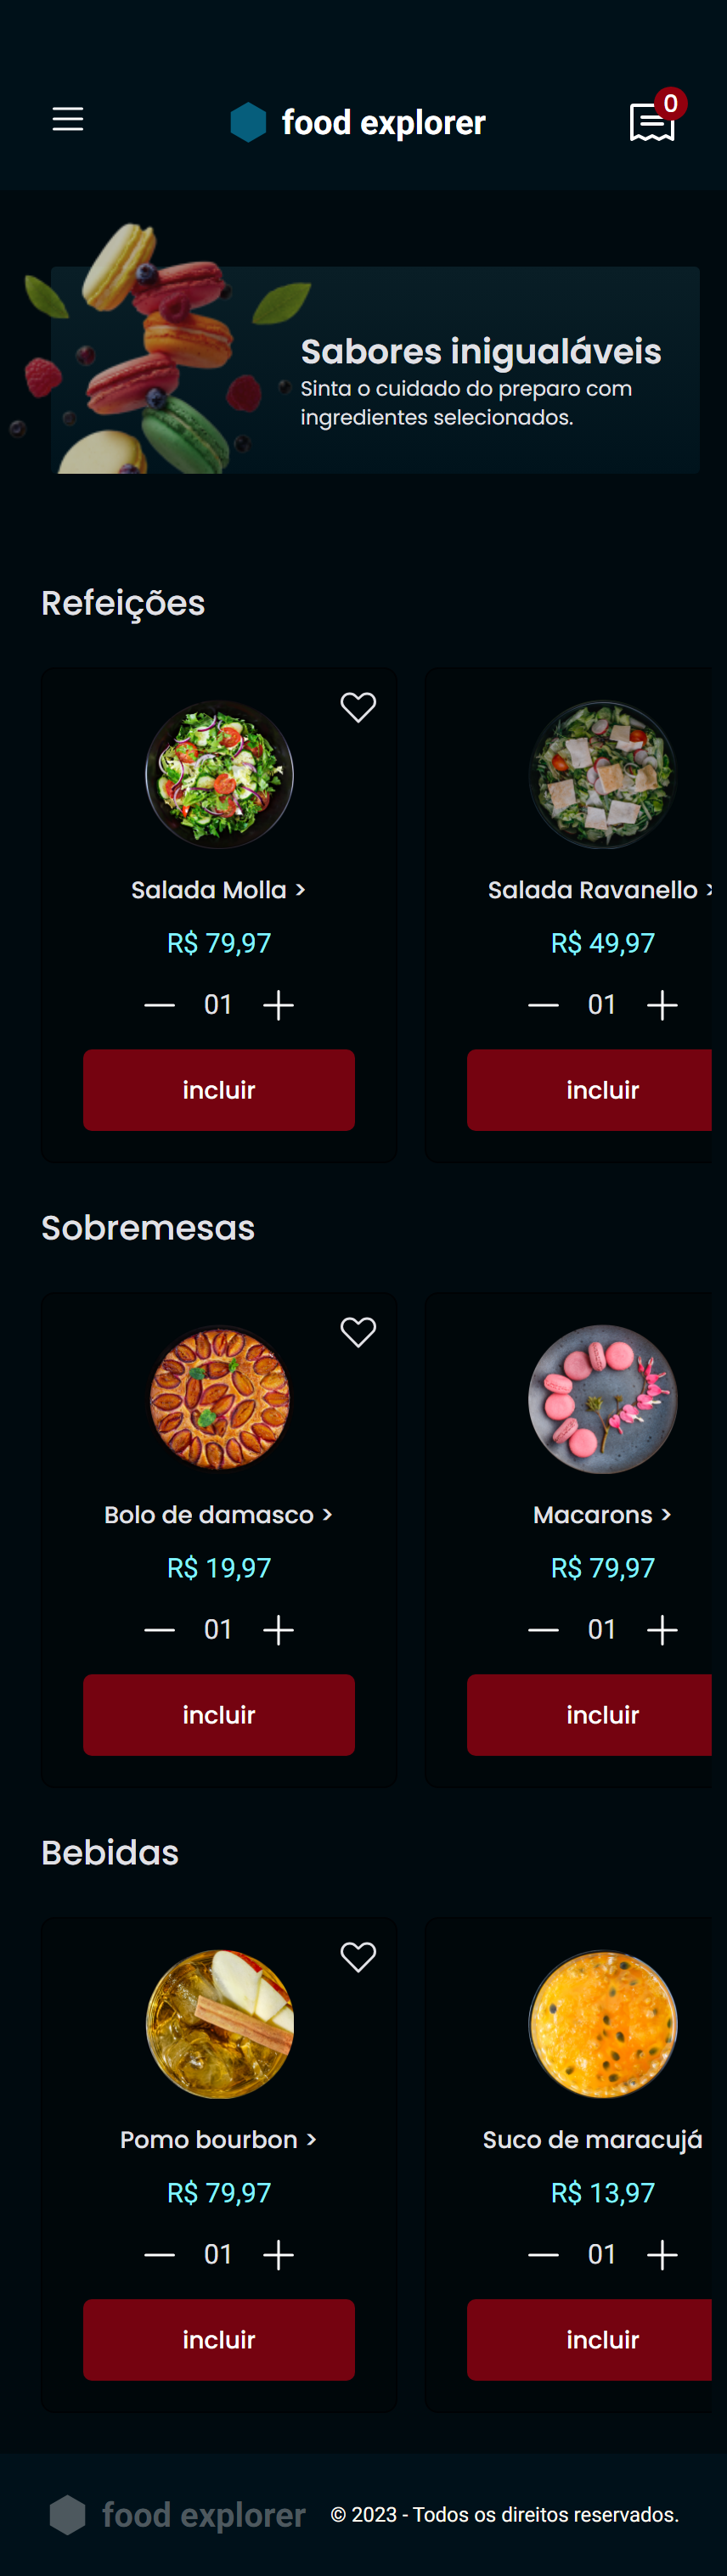 food explorer
0
Sabores inigualáveis
Sinta o cuidado do preparo com
ingredientes selecionados.
Refeições
Salada Molla >
R$ 79,97
01
incluir
Salada Ravanello >
R$ 49,97
01
incluir
Sobremesas
Bolo de damasco >
R$ 19,97
01
incluir
Macarons >
R$ 79,97
01
incluir
Bebidas
Pomo bourbon >
R$ 79,97
01
incluir
Suco de maracujá
R$ 13,97
01
incluir
food explorer
© 2023 - Todos os direitos reservados.